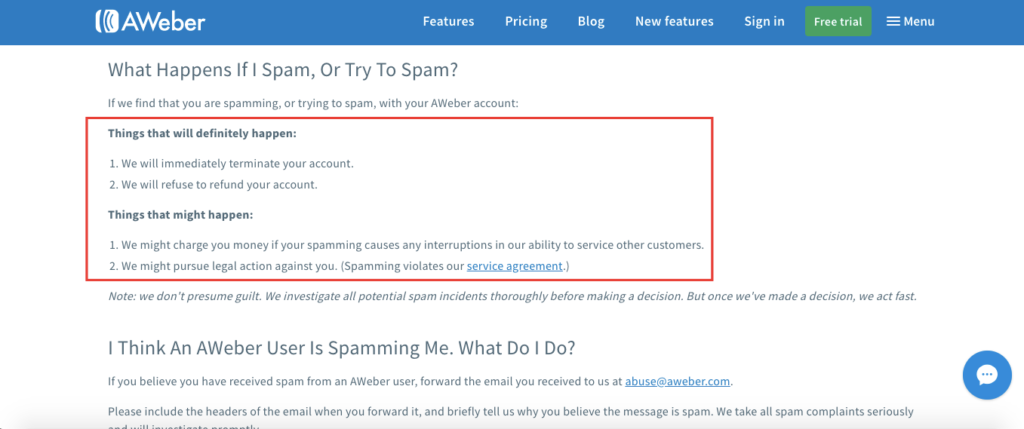 AWeber
Features Pricing Blog New features Sign in Free trial Menu
What Happens If I Spam, Or Try To Spam?
If we find that you are spamming, or trying to spam, with your AWeber account:
Things that will definitely happen:
1. We will immediately terminate your account.
2. We will refuse to refund your account.
Things that might happen:
1. We might charge you money if your spamming causes any interruptions in our ability to service other customers.
2. We might pursue legal action against you. (Spamming violates our service agreement.)
Note: we don't presume guilt. We investigate all potential spam incidents thoroughly before making a decision. But once we've made a decision, we act fast.
I Think An AWeber User Is Spamming Me. What Do I Do?
If you believe you have received spam from an AWeber user, forward the email you received to us at abuse@aweber.com.
Please include the headers of the email when you forward it, and briefly tell us why you believe the message is spam. We take all spam complaints seriously
and will investigate promptly.